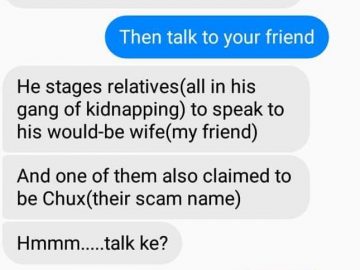 Then talk to your friend
He stages relatives(all in his
gang of kidnapping) to speak to
his would-be wife(my friend)
And one of them also claimed to
be Chux(their scam name)
Hmmm.....talk ke?